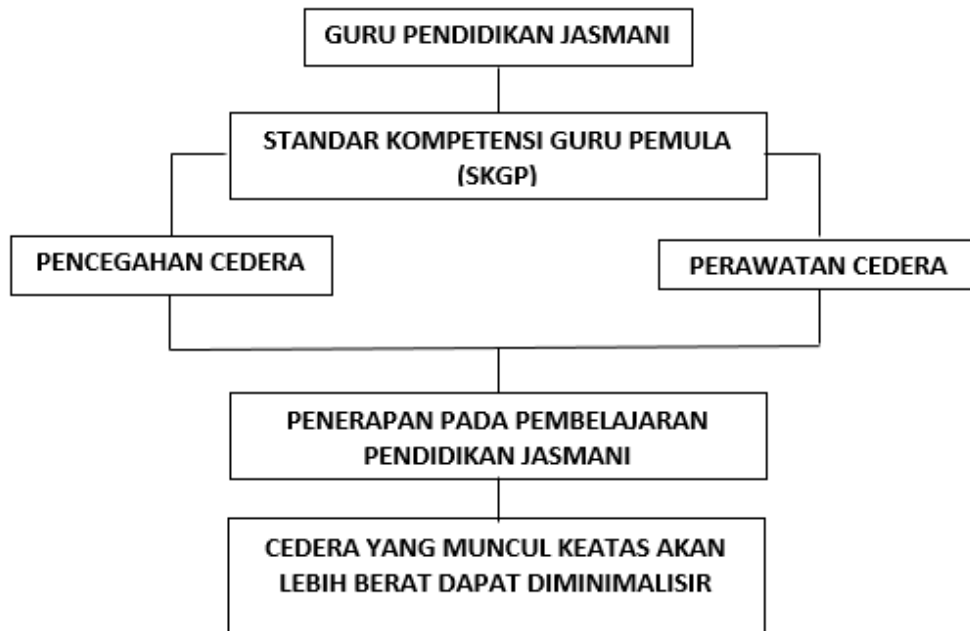 GURU PENDIDIKAN JASMANI
STANDAR KOMPETENSI GURU PEMULA
(SKGP)
PENCEGAHAN CEDERA
PERAWATAN CEDERA
PENERAPAN PADA PEMBELAJARAN
PENDIDIKAN JASMANI
CEDERA YANG MUNCUL KEATAS AKAN
LEBIH BERAT DAPAT DIMINIMALISIR